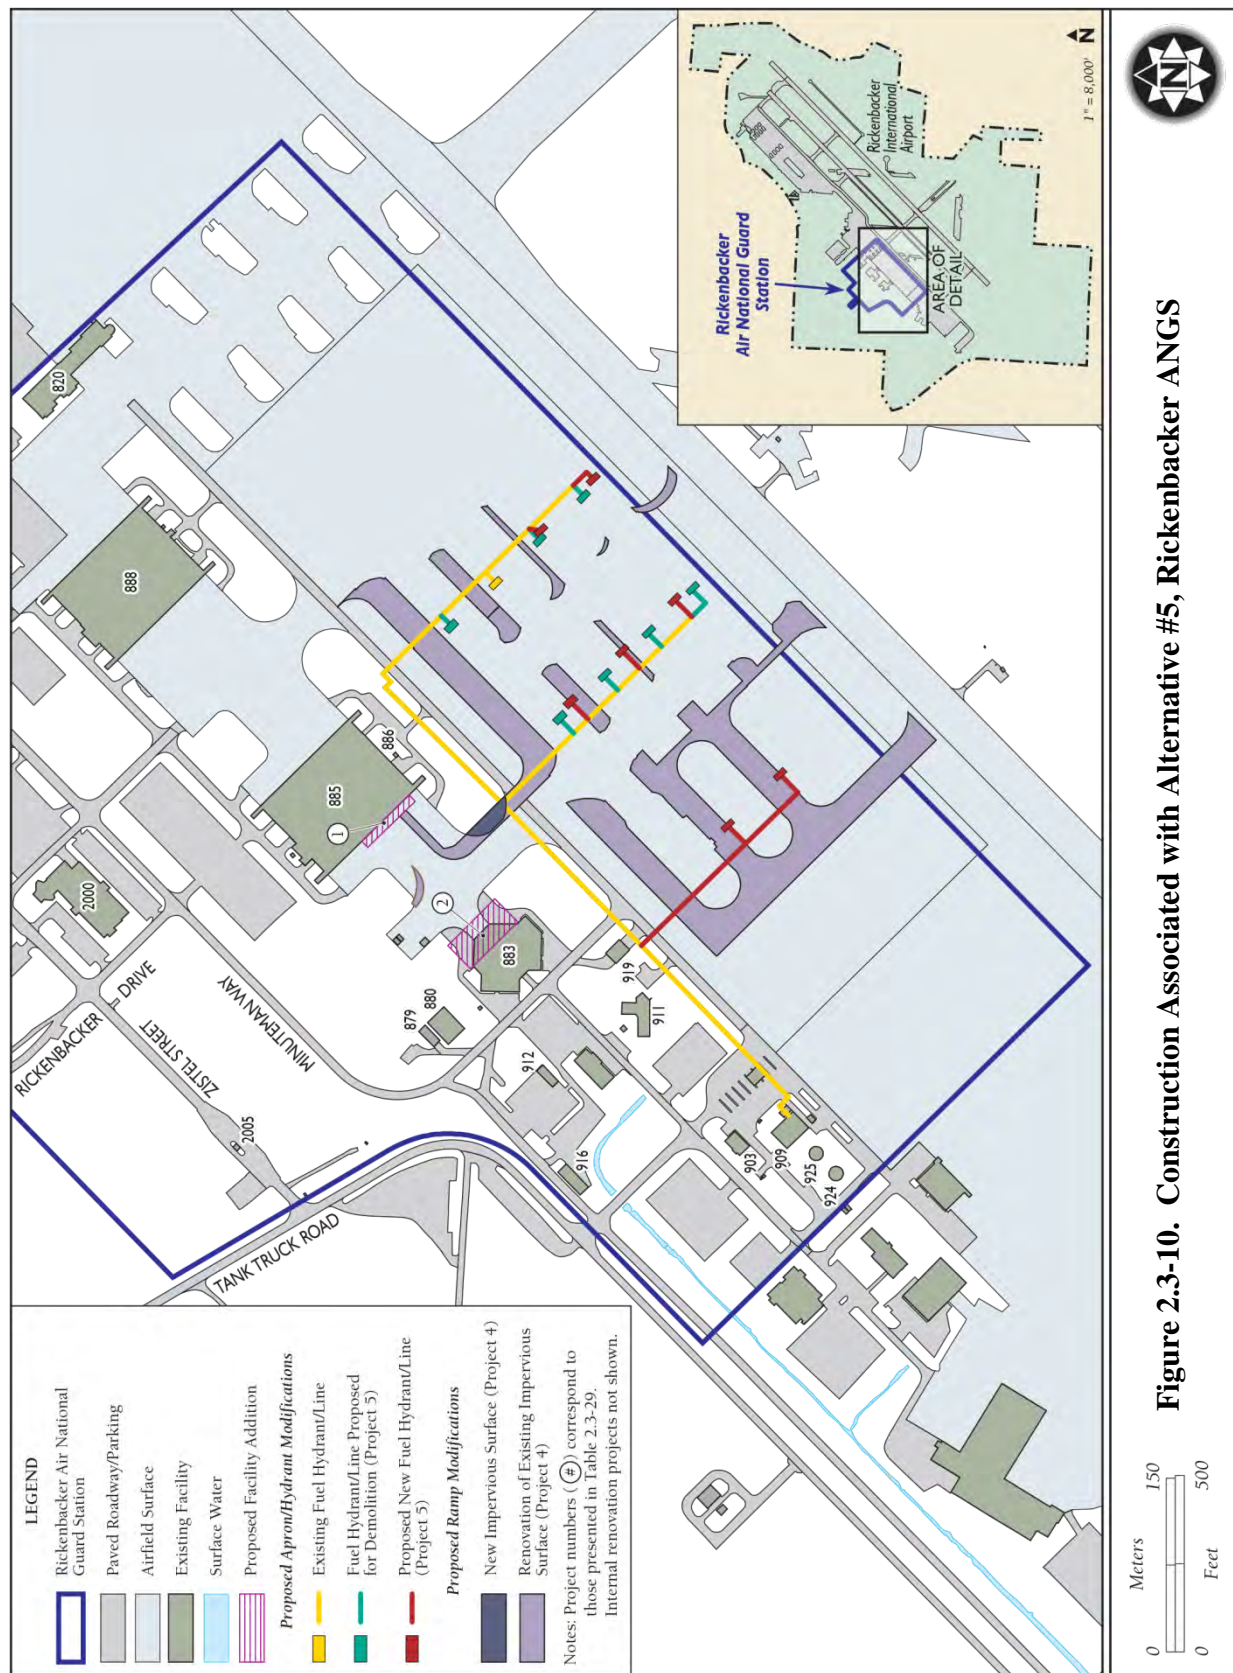 LEGEND
Rickenbacker Air National
Guard Station
Paved Roadway/Parking
Airfield Surface
Existing Facility
Surface Water
Proposed Facility Addition
Proposed Apron/Hydrant Modifications
Existing Fuel Hydrant/Line
Fuel Hydrant/Line Proposed
for Demolition (Project 5)
Proposed New Fuel Hydrant/Line
(Project 5)
Proposed Ramp Modifications
New Impervious Surface (Project 4)
Renovation of Existing Impervious
Surface (Project 4)
Notes: Project numbers (#) correspond to
those presented in Table 2.3-29.
Internal renovation projects not shown.
RICKENBACKER DRIVE
ZISTEL STREET
MINUTEMAN WAY
TANK TRUCK ROAD
2005
2000
820
888
885
886
1
2
883
880
879
912
916
919
911
903
909
925
924
Rickenbacker
Air National Guard
Station
Rickenbacker
International
Airport
AREA OF
DETAIL
N
1" = 8,000'
N
Meters
0 150
0 500
Feet
Figure 2.3-10. Construction Associated with Alternative #5, Rickenbacker ANGS